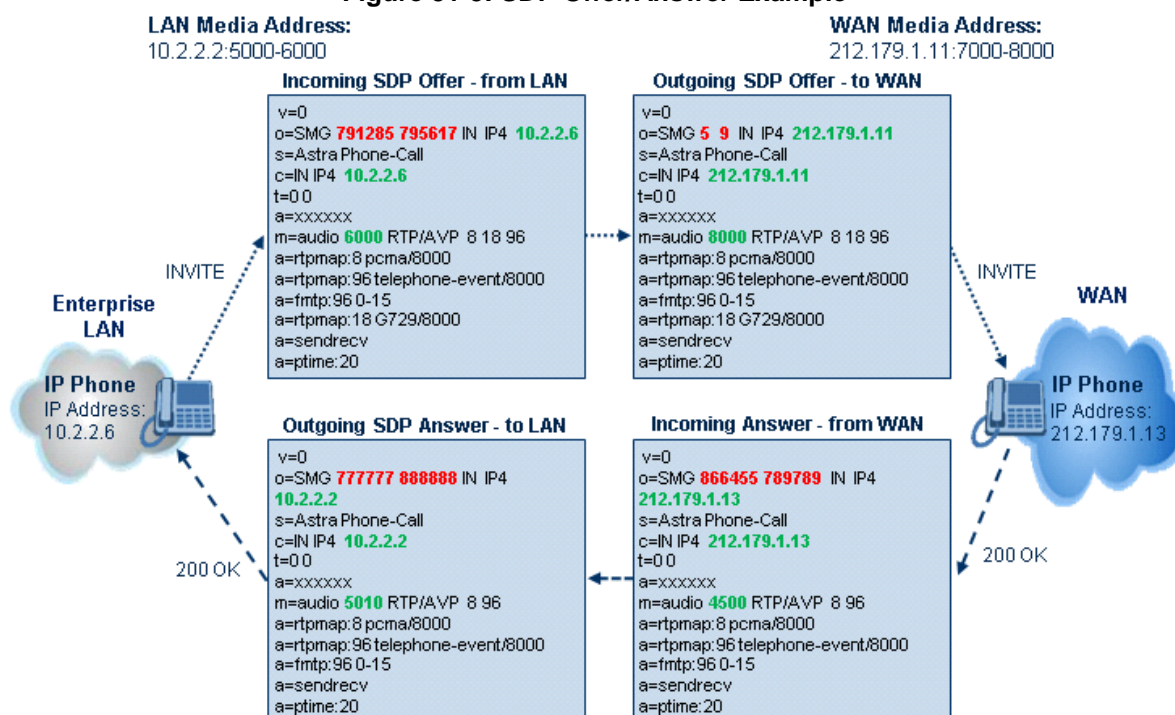 Figure SDP Offer/Answer Example
LAN Media Address:
10.2.2.2:5000-6000
WAN Media Address:
212.179.1.11:7000-8000
Incoming SDP Offer - from LAN
v=0
o=SMG 791285 795617 IN IP4 10.2.2.6
s=Astra Phone-Call
c=IN IP4 10.2.2.6
t=0 0
a=xxxxxx
m=audio 6000 RTP/AVP 8 18 96
a=rtpmap:8 pcma/8000
a=rtpmap:96 telephone-event/8000
a=fmtp:96 0-15
a=rtpmap:18 G729/8000
a=sendrecv
a=ptime:20
Outgoing SDP Offer - to WAN
v=0
o=SMG 5 9 IN IP4 212.179.1.11
s=Astra Phone-Call
c=IN IP4 212.179.1.11
t=0 0
a=xxxxxx
m=audio 8000 RTP/AVP 8 18 96
a=rtpmap:8 pcma/8000
a=rtpmap:96 telephone-event/8000
a=fmtp:96 0-15
a=rtpmap:18 G729/8000
a=sendrecv
a=ptime:20
INVITE
INVITE
Enterprise
LAN
IP Phone
IP Address:
10.2.2.6
WAN
IP Phone
IP Address:
212.179.1.13
Outgoing SDP Answer - to LAN
v=0
o=SMG 777777 888888 IN IP4
10.2.2.2
s=Astra Phone-Call
c=IN IP4 10.2.2.2
t=0 0
a=xxxxxx
m=audio 5010 RTP/AVP 8 96
a=rtpmap:8 pcma/8000
a=rtpmap:96 telephone-event/8000
a=fmtp:96 0-15
a=sendrecv
a=ptime:20
Incoming Answer - from WAN
v=0
o=SMG 866455 789789 IN IP4
212.179.1.13
s=Astra Phone-Call
c=IN IP4 212.179.1.13
t=0 0
a=xxxxxx
m=audio 4500 RTP/AVP 8 96
a=rtpmap:8 pcma/8000
a=rtpmap:96 telephone-event/8000
a=fmtp:96 0-15
a=sendrecv
a=ptime:20
200 OK
200 OK